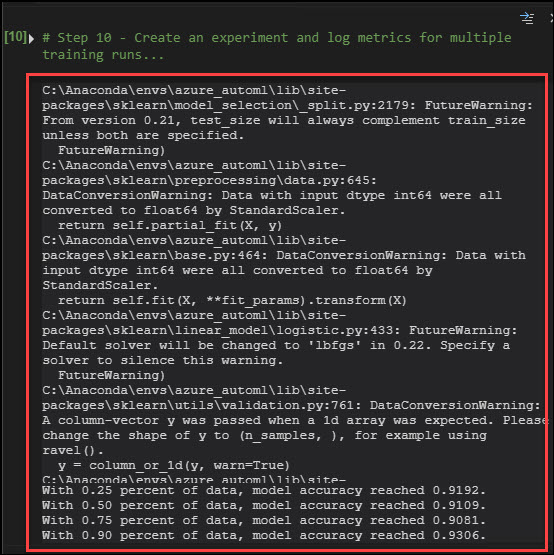 [10] # Step 10 - Create an experiment and log metrics for multiple
training runs...
C:\Anaconda\envs\azure_automl\lib\site-
packages\sklearn\model_selection\_split.py:2179: FutureWarning:
From version 0.21, test_size will always complement train_size
unless both are specified.
  FutureWarning)
C:\Anaconda\envs\azure_automl\lib\site-
packages\sklearn\preprocessing\data.py:645:
DataConversionWarning: Data with input dtype int64 were all
converted to float64 by StandardScaler.
  return self.partial_fit(X, y)
C:\Anaconda\envs\azure_automl\lib\site-
packages\sklearn\base.py:464: DataConversionWarning: Data with
input dtype int64 were all converted to float64 by
StandardScaler.
  return self.fit(X, **fit_params).transform(X)
C:\Anaconda\envs\azure_automl\lib\site-
packages\sklearn\linear_model\logistic.py:433: FutureWarning:
Default solver will be changed to 'lbfgs' in 0.22. Specify a
solver to silence this warning.
  FutureWarning)
C:\Anaconda\envs\azure_automl\lib\site-
packages\sklearn\utils\validation.py:761: DataConversionWarning:
A column-vector y was passed when a 1d array was expected. Please
change the shape of y to (n_samples, ), for example using
ravel().
  y = column_or_1d(y, warn=True)
C:\Anaconda\envs\azure_automl\lib\site-
With 0.25 percent of data, model accuracy reached 0.9192.
With 0.50 percent of data, model accuracy reached 0.9109.
With 0.75 percent of data, model accuracy reached 0.9081.
With 0.90 percent of data, model accuracy reached 0.9306.